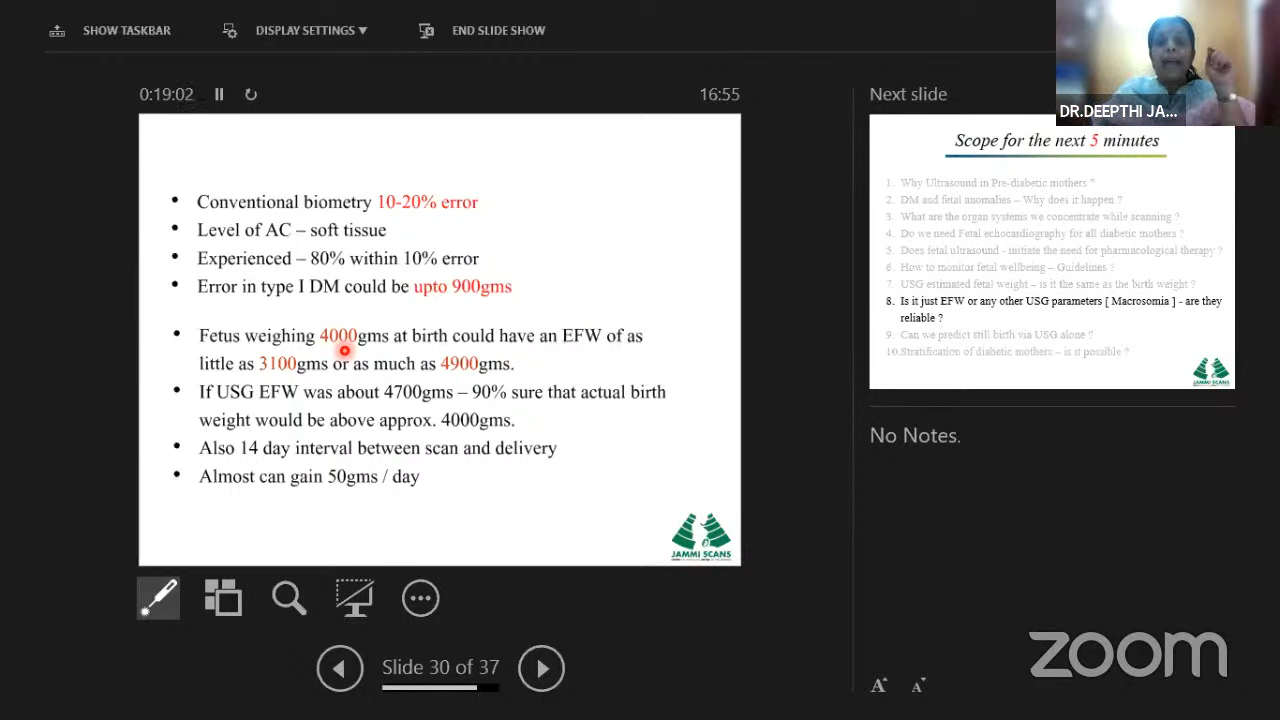 SHOW TASKBAR
DISPLAY SETTINGS ▼
END SLIDE SHOW
DR.DEEPTHI JA...
0:19:02
16:55
• Conventional biometry 10-20% error
• Level of AC – soft tissue
• Experienced – 80% within 10% error
• Error in type I DM could be upto 900gms
• Fetus weighing 4000gms at birth could have an EFW of as
little as 3100gms or as much as 4900gms.
• If USG EFW was about 4700gms – 90% sure that actual birth
weight would be above approx. 4000gms.
• Also 14 day interval between scan and delivery
• Almost can gain 50gms / day
JAMMI SCANS
Slide 30 of 37
Next slide
Scope for the next 5 minutes
1. Why Ultrasound in Pre-diabetic mothers ?
2. DM and fetal anomalies – Why does it happen ?
3. What are the organ systems we concentrate while scanning ?
4. Do we need Fetal echocardiography for all diabetic mothers ?
5. Does fetal ultrasound - initiate the need for pharmacological therapy ?
6. How to monitor fetal wellbeing – Guidelines ?
7. USG estimated fetal weight – is it the same as the birth weight ?
8. Is it just EFW or any other USG parameters [ Macrosomia ] - are they
reliable ?
9. Can we predict still birth via USG alone ?
10. Stratification of diabetic mothers – is it possible ?
JAMMI SCANS
No Notes.
zoom
A A